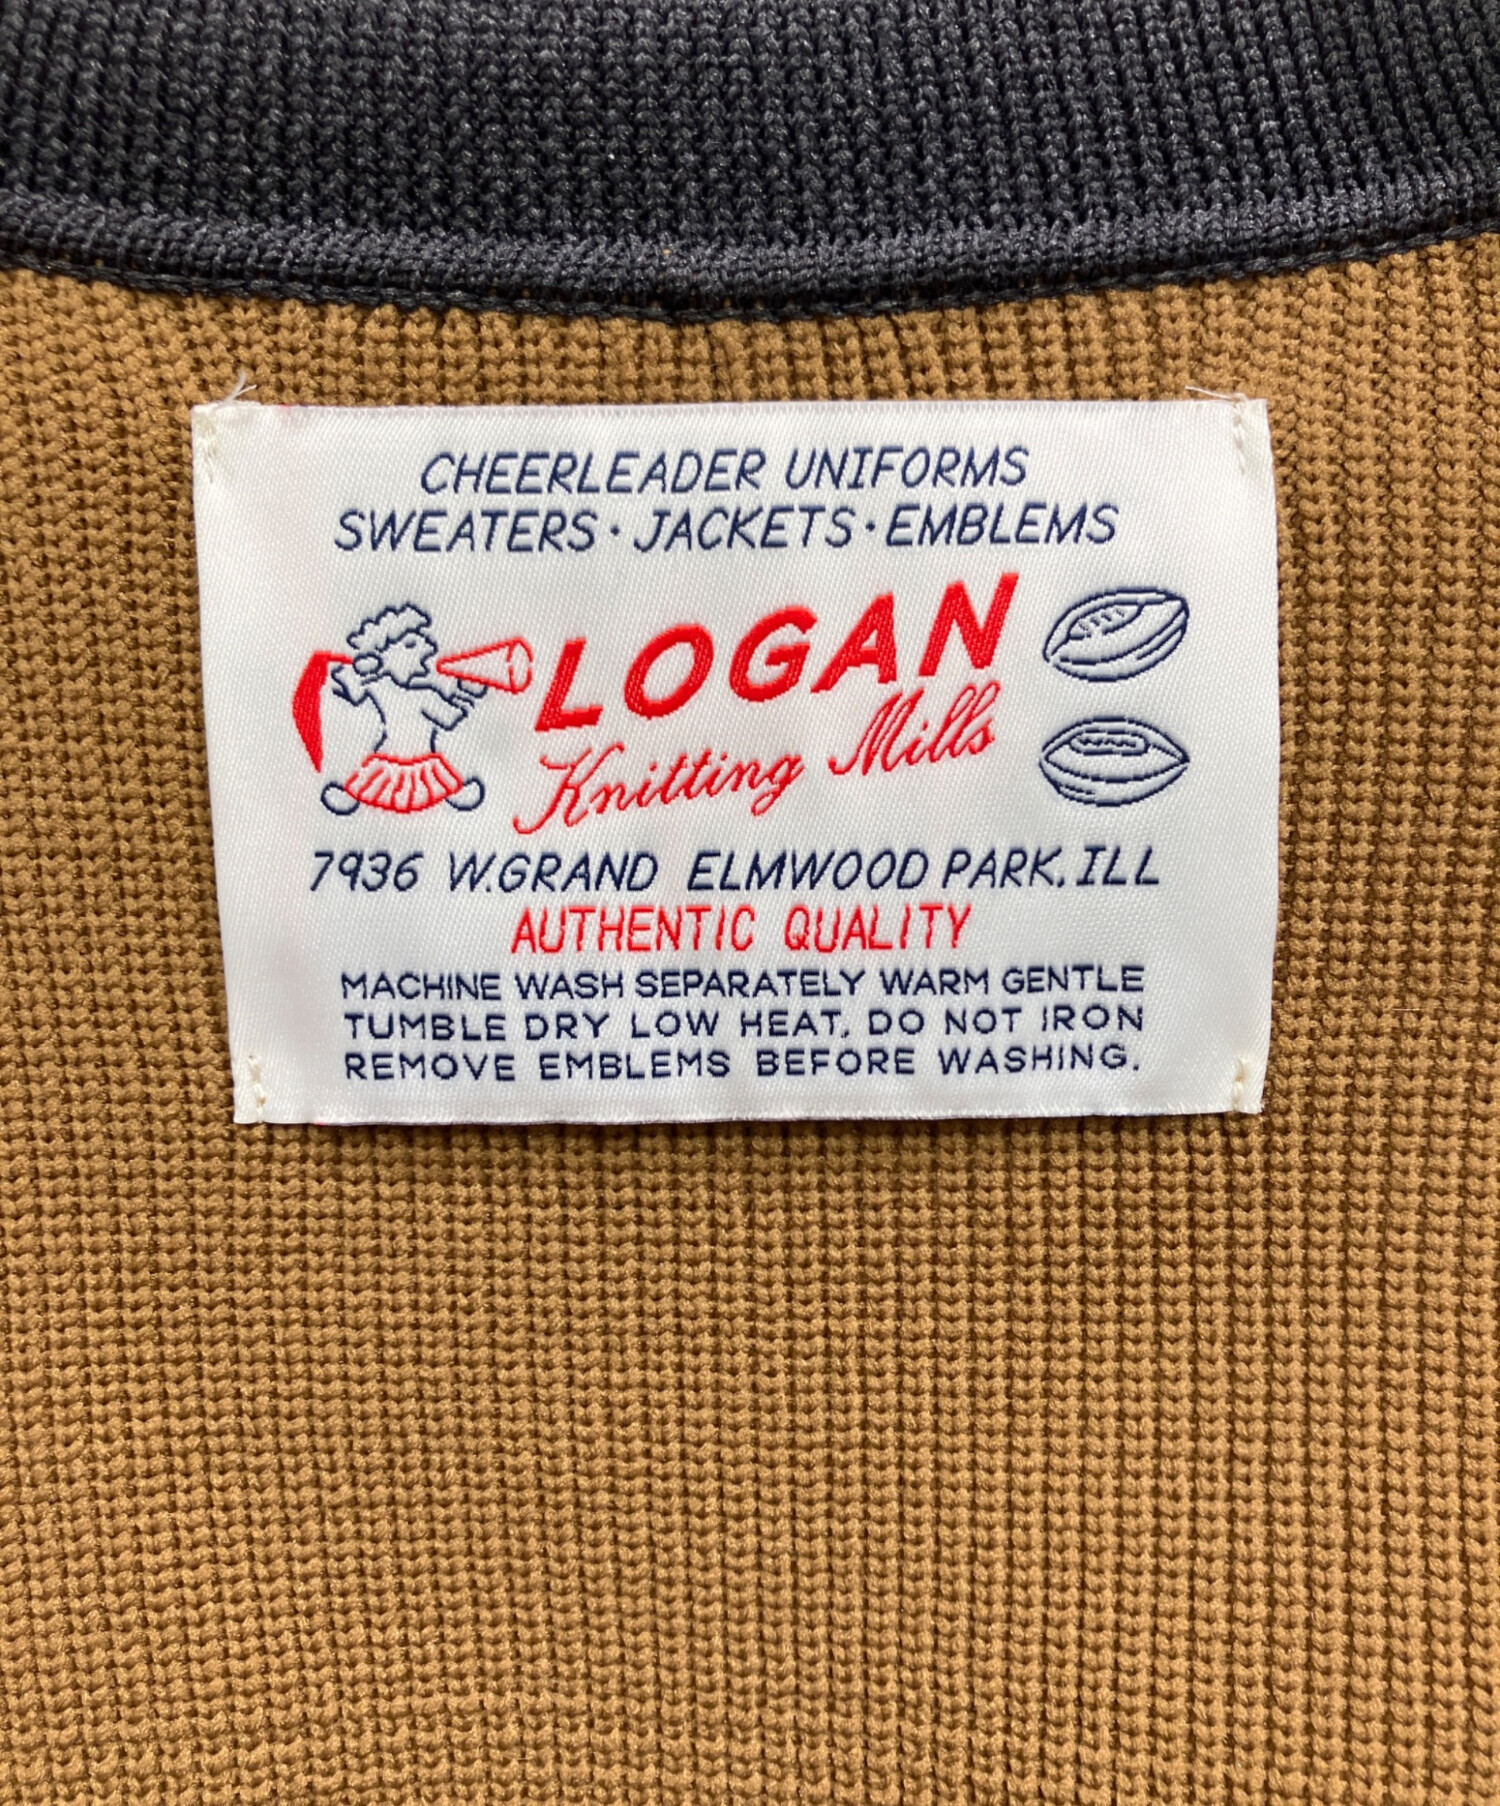 CHEERLEADER UNIFORMS
SWEATERS · JACKETS · EMBLEMS
LOGAN
Knitting Mills
7936 W.GRAND ELMWOOD PARK, ILL
AUTHENTIC QUALITY
MACHINE WASH SEPARATELY WARM GENTLE
TUMBLE DRY LOW HEAT, DO NOT IRON
REMOVE EMBLEMS BEFORE WASHING.